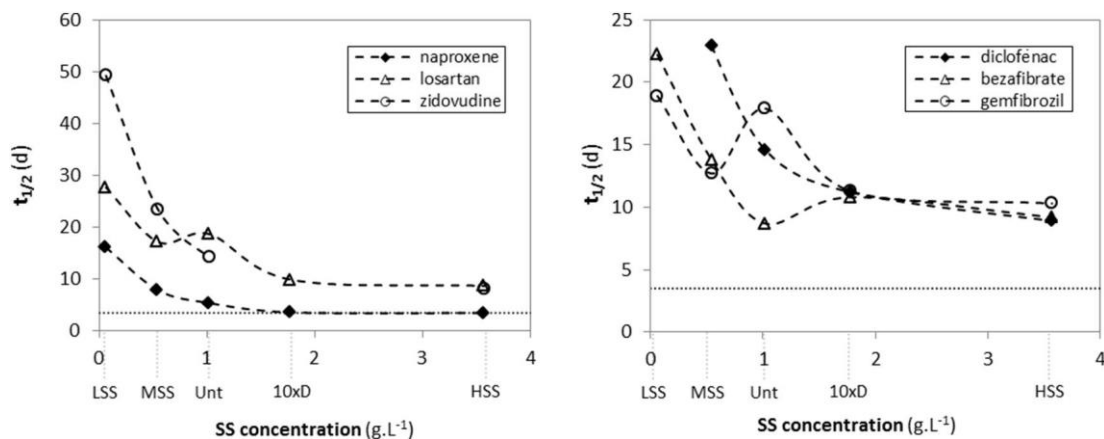 60
50
40
30
20
10
0
t1/2 (d)
naproxene
losartan
zidovudine
0 1 2 3 4
LSS MSS Unt 10xD HSS
SS concentration (g.L-1)
25
20
15
10
5
0
t1/2 (d)
diclofénac
bezafibrate
gemfibrozil
0 1 2 3 4
LSS MSS Unt 10xD HSS
SS concentration (g.L-1)